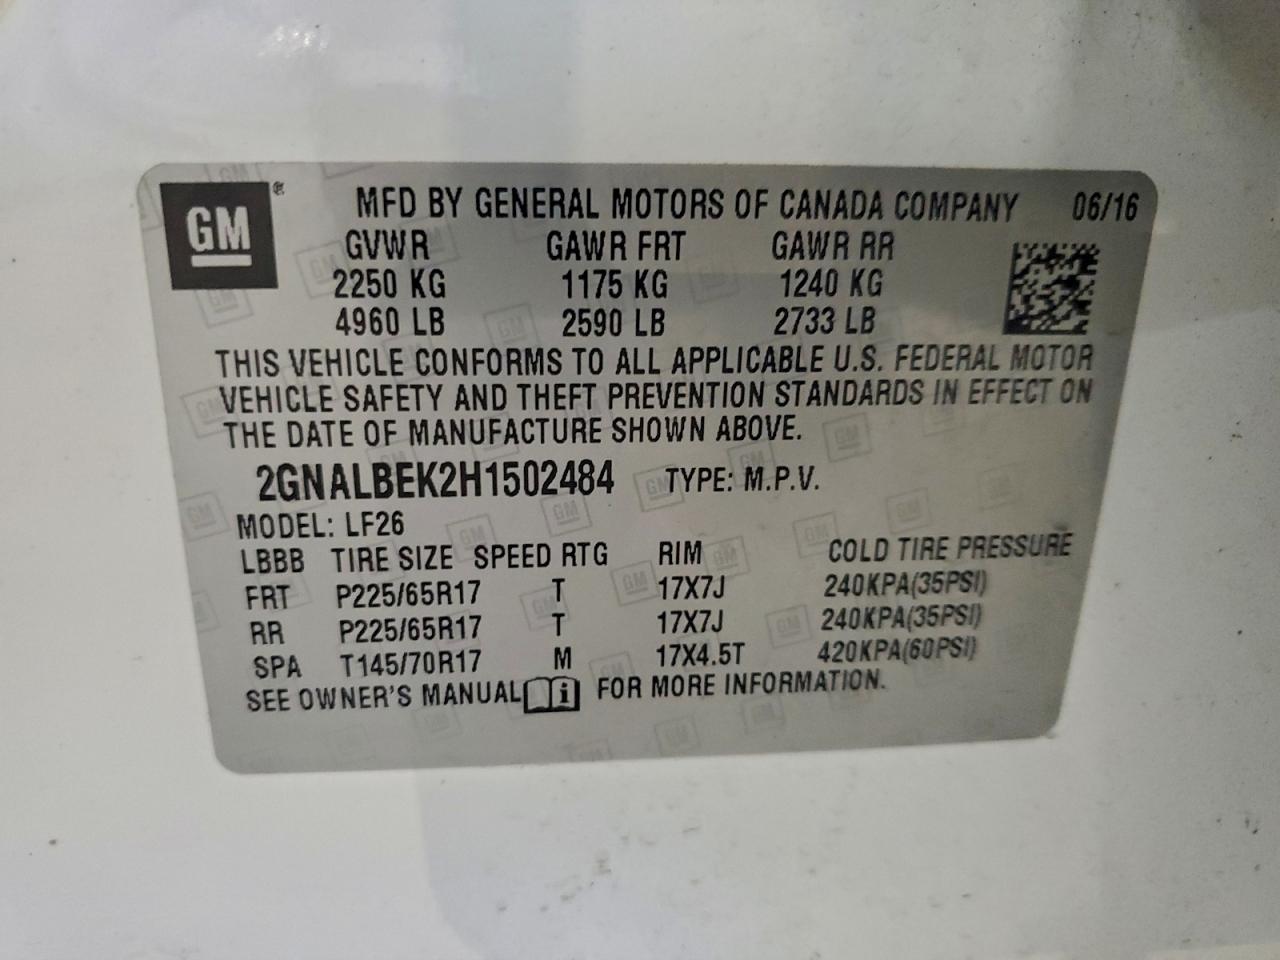 GM ®
MFD BY GENERAL MOTORS OF CANADA COMPANY 06/16
GVWR GAWR FRT GAWR RR
2250 KG 1175 KG 1240 KG
4960 LB 2590 LB 2733 LB
THIS VEHICLE CONFORMS TO ALL APPLICABLE U.S. FEDERAL MOTOR
VEHICLE SAFETY AND THEFT PREVENTION STANDARDS IN EFFECT ON
THE DATE OF MANUFACTURE SHOWN ABOVE.
2GNALBEK2H1502484 TYPE: M.P.V.
MODEL: LF26
LBBB TIRE SIZE SPEED RTG RIM COLD TIRE PRESSURE
FRT P225/65R17 T 17X7J 240KPA(35PSI)
RR P225/65R17 T 17X7J 240KPA(35PSI)
SPA T145/70R17 M 17X4.5T 420KPA(60PSI)
SEE OWNER'S MANUAL i FOR MORE INFORMATION.